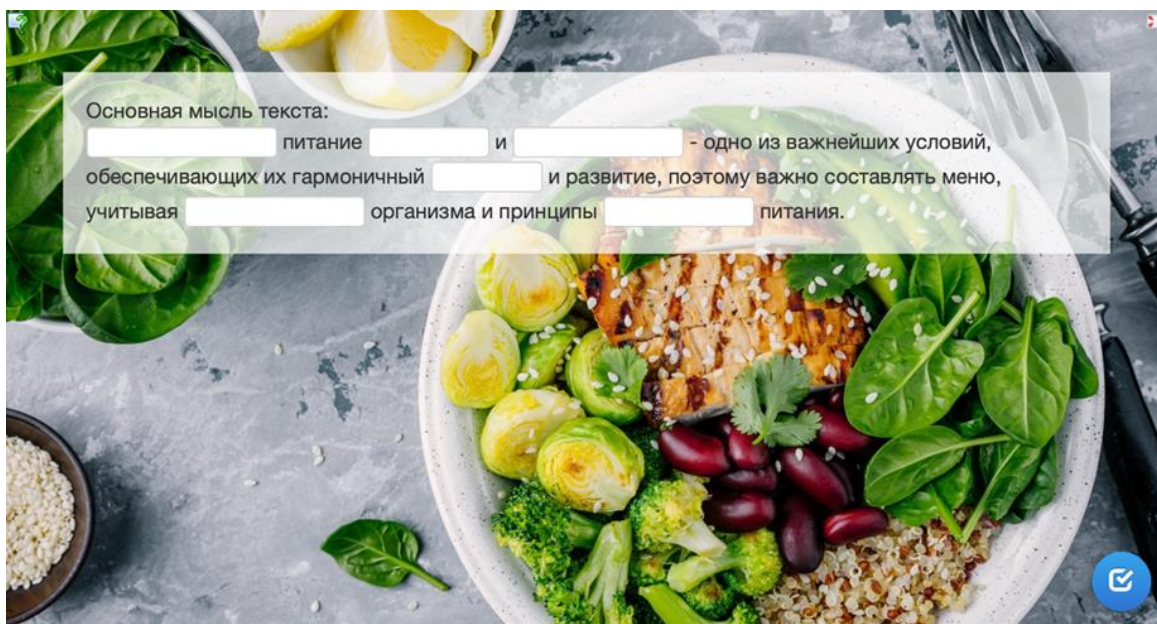 Основная мысль текста:
питание и - одно из важнейших условий,
обеспечивающих их гармоничный и развитие, поэтому важно составлять меню,
учитывая организма и принципы питания.